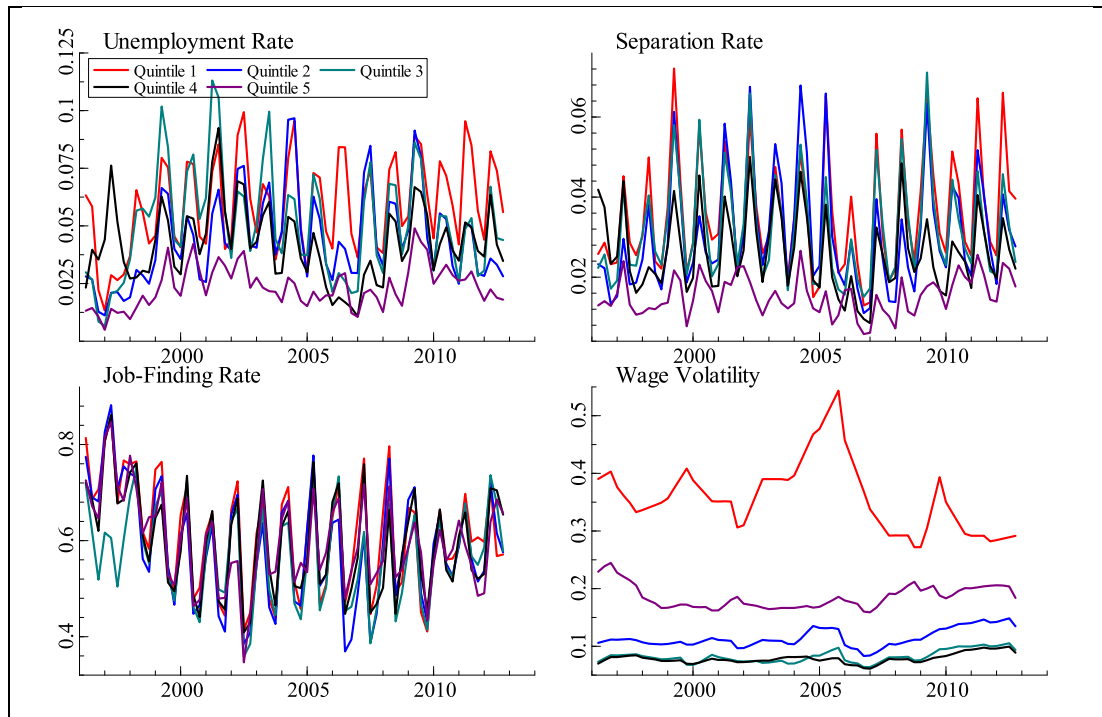 Unemployment Rate
Quintile 1 Quintile 2 Quintile 3
Quintile 4 Quintile 5
0.125
0.1
0.075
0.05
0.025
2000 2005 2010
Separation Rate
0.06
0.04
0.02
2000 2005 2010
Job-Finding Rate
0.8
0.6
0.4
2000 2005 2010
Wage Volatility
0.5
0.4
0.3
0.2
0.1
2000 2005 2010